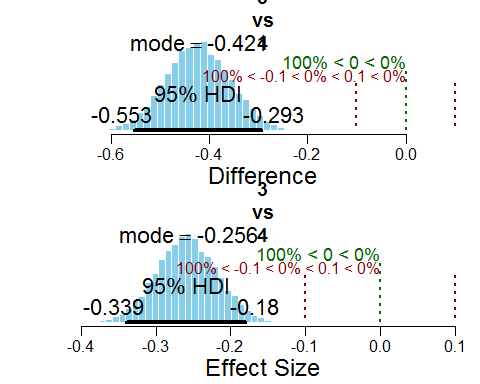 vs
4
mode = -0.424
100% < 0 < 0%
100% < -0.1 < 0% < 0.1 < 0%
95% HDI
-0.553
-0.293
-0.6
-0.4
-0.2
0.0
Difference
3
vs
4
mode = -0.256
100% < 0 < 0%
100% < -0.1 < 0% < 0.1 < 0%
95% HDI
-0.339
-0.18
-0.4
-0.3
-0.2
-0.1
0.0
0.1
Effect Size